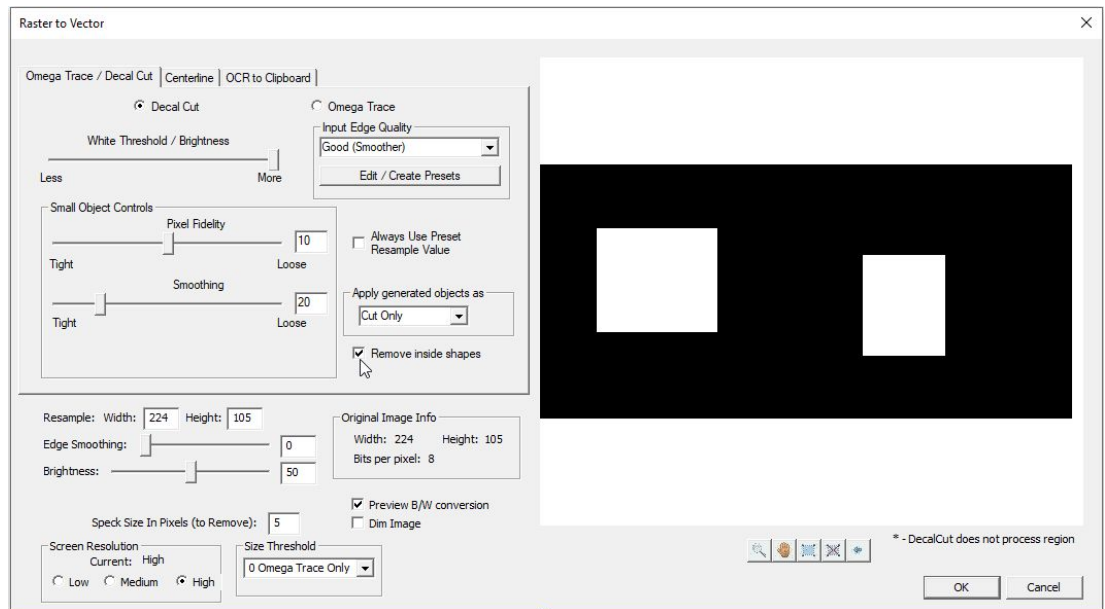 Raster to Vector
Omega Trace / Decal Cut Centerline OCR to Clipboard
Decal Cut
Omega Trace
White Threshold / Brightness
Less More
Input Edge Quality
Good (Smoother)
Edit / Create Presets
Small Object Controls
Pixel Fidelity
10
Tight Loose
Smoothing
20
Tight Loose
Always Use Preset
Resample Value
Apply generated objects as
Cut Only
Remove inside shapes
Resample: Width: 224 Height: 105
Edge Smoothing: 0
Brightness: 50
Original Image Info
Width: 224 Height: 105
Bits per pixel: 8
Preview B/W conversion
Speck Size In Pixels (to Remove): 5
Dim Image
Screen Resolution
Current: High
Low Medium High
Size Threshold
0 Omega Trace Only
* - DecalCut does not process region
OK Cancel